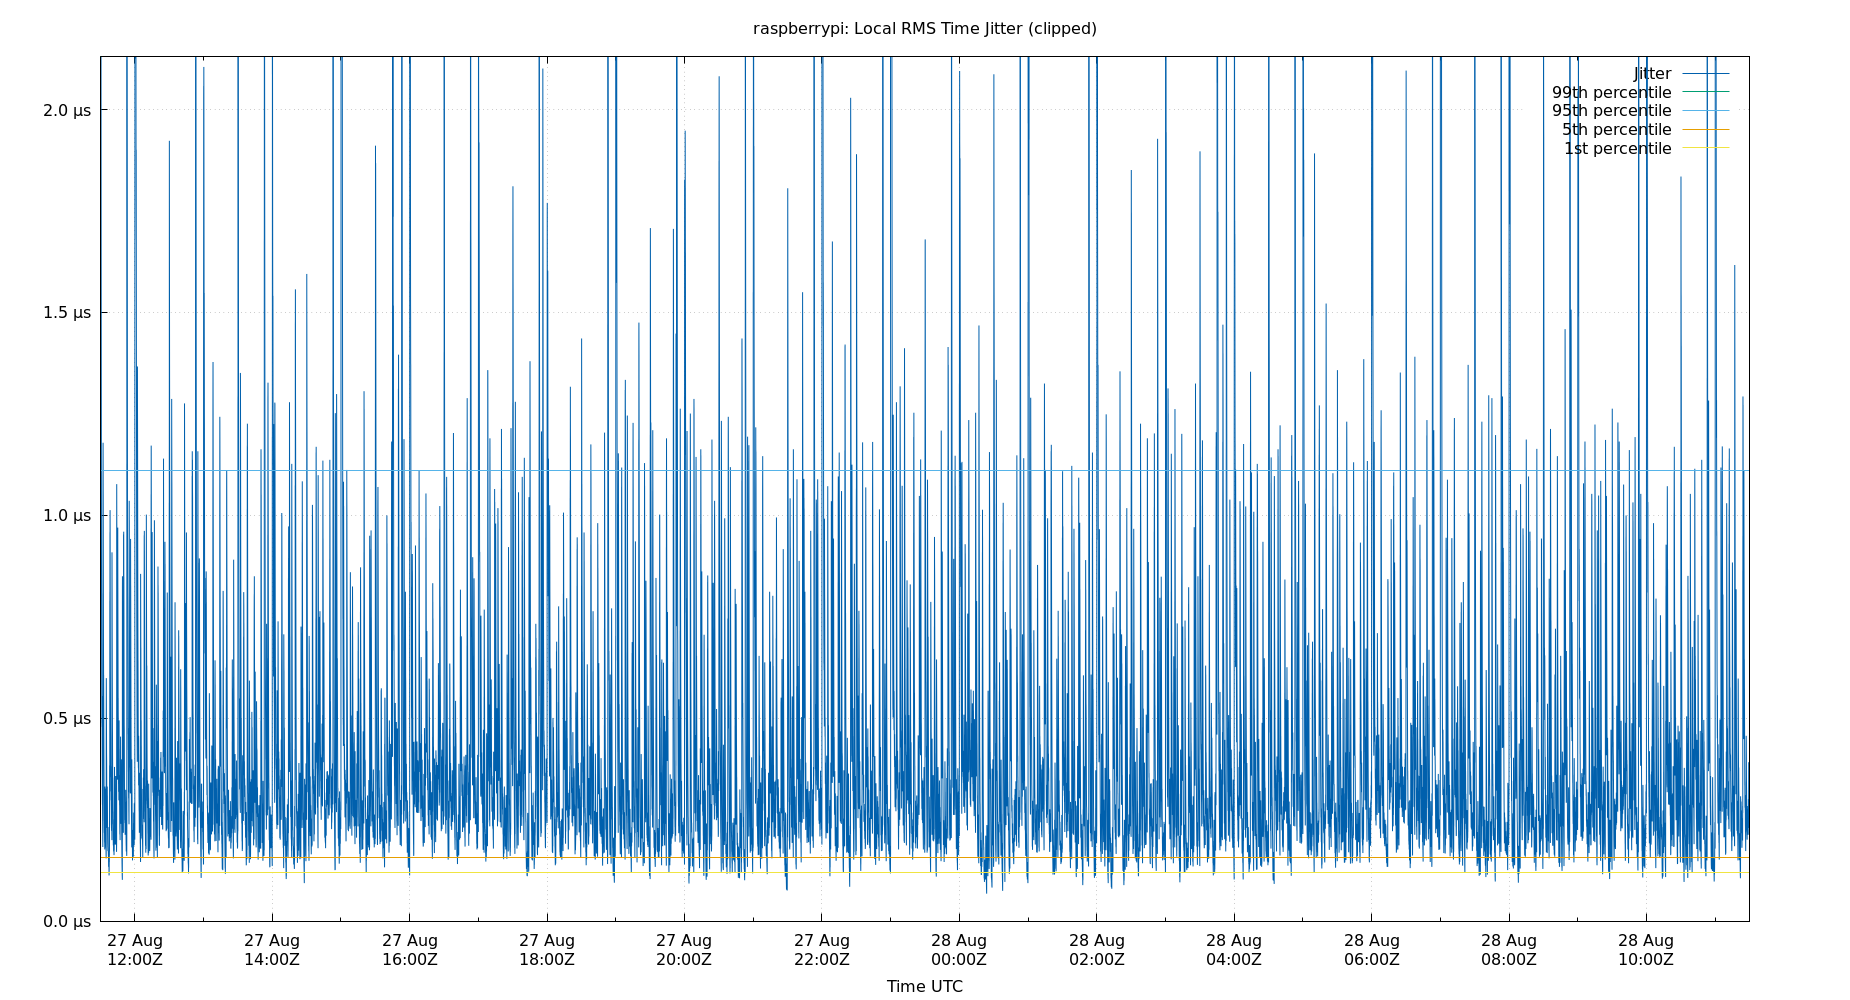 raspberrypi: Local RMS Time Jitter (clipped)
Jitter
99th percentile
95th percentile
5th percentile
1st percentile
2.0 µs
1.5 µs
1.0 µs
0.5 µs
0.0 µs
27 Aug 27 Aug 27 Aug 27 Aug 27 Aug 27 Aug 28 Aug 28 Aug 28 Aug 28 Aug 28 Aug 28 Aug
12:00Z 14:00Z 16:00Z 18:00Z 20:00Z 22:00Z 00:00Z 02:00Z 04:00Z 06:00Z 08:00Z 10:00Z
Time UTC